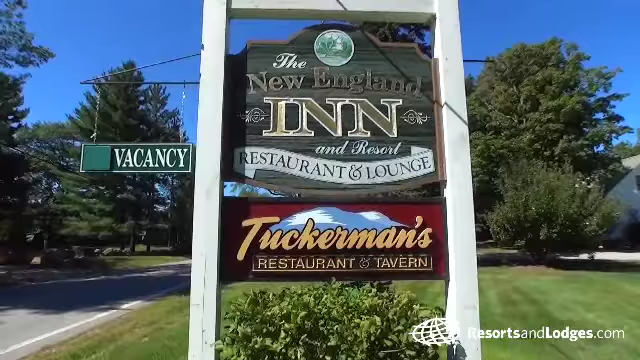 The
New England
INN
and Resort
RESTAURANT & LOUNGE
VACANCY
Tuckerman's
RESTAURANT & TAVERN
ResortsandLodges.com